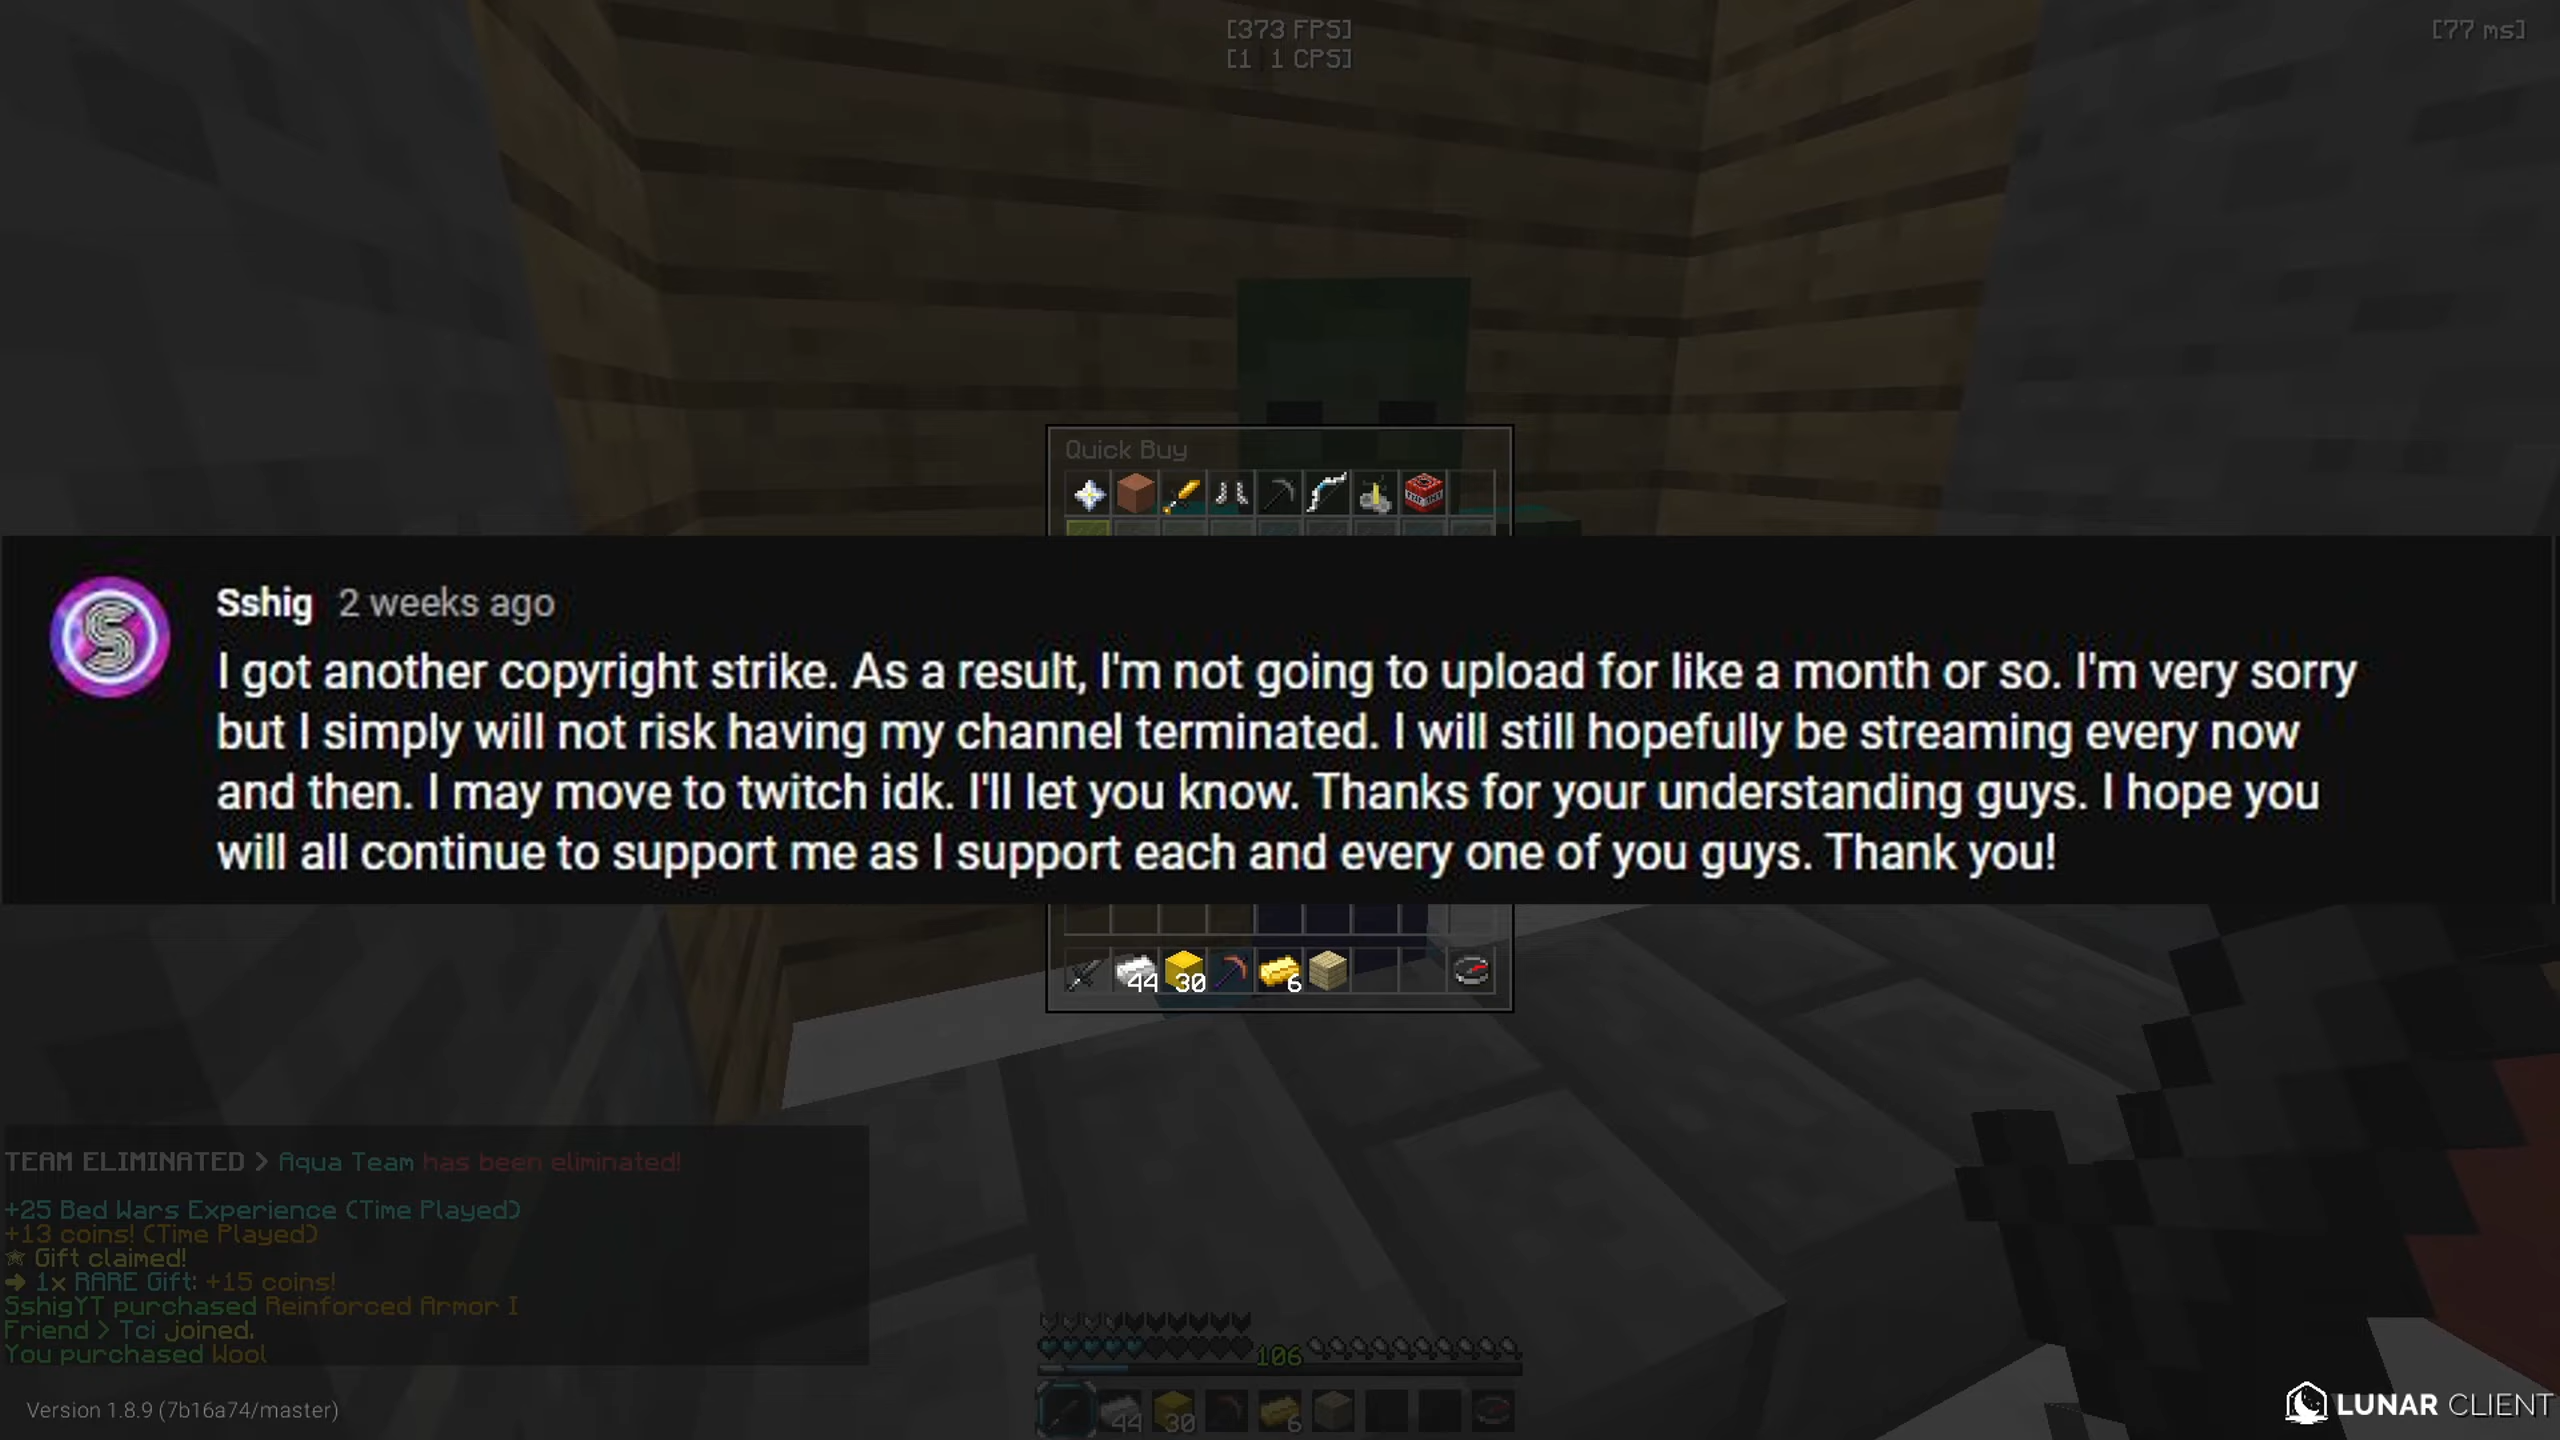 [373 FPS]
[1 1 CPS]
[77 ms]
Quick Buy
Sshig 2 weeks ago
I got another copyright strike. As a result, I'm not going to upload for like a month or so. I'm very sorry
but I simply will not risk having my channel terminated. I will still hopefully be streaming every now
and then. I may move to twitch idk. I'll let you know. Thanks for your understanding guys. I hope you
will all continue to support me as I support each and every one of you guys. Thank you!
44 30 6
TEAM ELIMINATED > Aqua Team has been eliminated!
+25 Bed Wars Experience (Time Played)
+13 coins! (Time Played)
Gift claimed!
1x RARE Gift: +15 coins!
SshigYT purchased Reinforced Armor I
Friend > Tci joined.
You purchased Wool
106
44 30 6
Version 1.8.9 (7b16a74/master)
LUNAR CLIENT